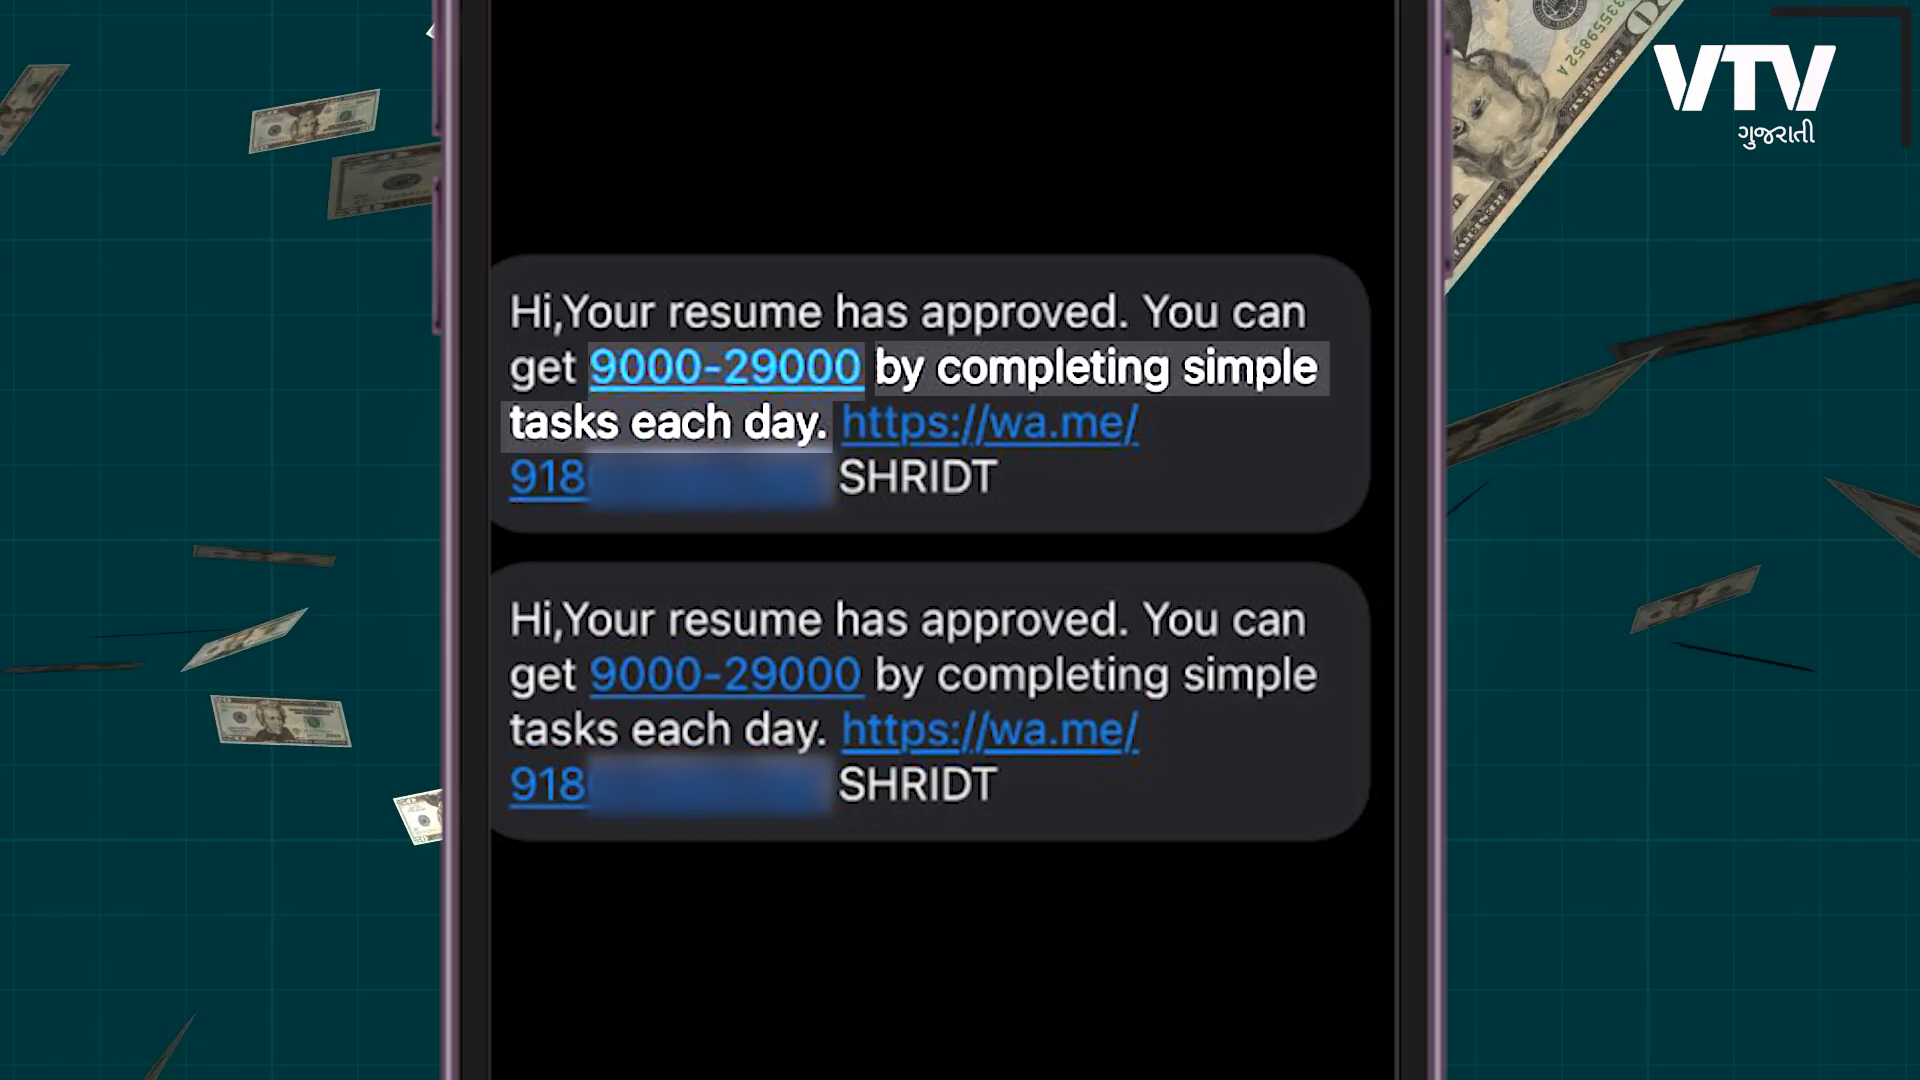 VTV
ગુજરાતી
Hi,Your resume has approved. You can
get 9000-29000 by completing simple
tasks each day. https://wa.me/
918 SHRIDT
Hi,Your resume has approved. You can
get 9000-29000 by completing simple
tasks each day. https://wa.me/
918 SHRIDT